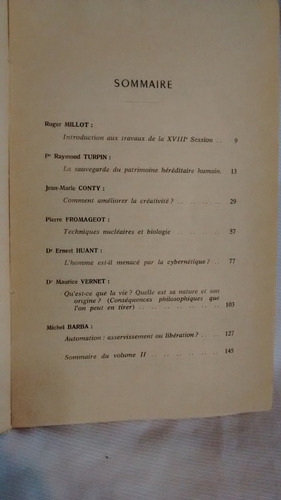 SOMMAIRE
Roger MILLOT :
Introduction aux travaux de la XVIIIe Session . . 9
Pr Raymond TURPIN :
La sauvegarde du patrimoine héréditaire humain. 13
Jean-Marie CONTY :
Comment améliorer la créativité ? . . . . . . . . 29
Pierre FROMAGEOT :
Techniques nucléaires et biologie . . . . . . . . 57
Dr Ernest HUANT :
L'homme est-il menacé par la cybernétique ? . . 77
Dr Maurice VERNET :
Qu'est-ce que la vie ? Quelle est sa nature et son
origine ? (Conséquences philosophiques que
l'on peut en tirer) . . . . . . . . . . . . 103
Michel BARBA :
Automation : asservissement ou libération ? . . . . 127
Sommaire du volume II . . . . . . . . . . 145